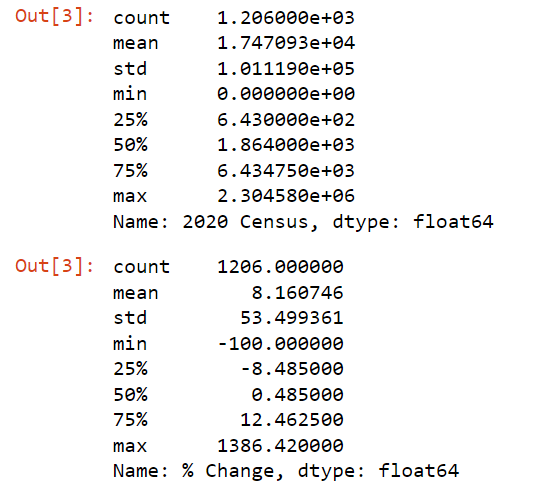 Out[3]: count 1.206000e+03
mean 1.747093e+04
std 1.011190e+05
min 0.000000e+00
25% 6.430000e+02
50% 1.864000e+03
75% 6.434750e+03
max 2.304580e+06
Name: 2020 Census, dtype: float64
Out[3]: count 1206.000000
mean 8.160746
std 53.499361
min -100.000000
25% -8.485000
50% 0.485000
75% 12.462500
max 1386.420000
Name: % Change, dtype: float64